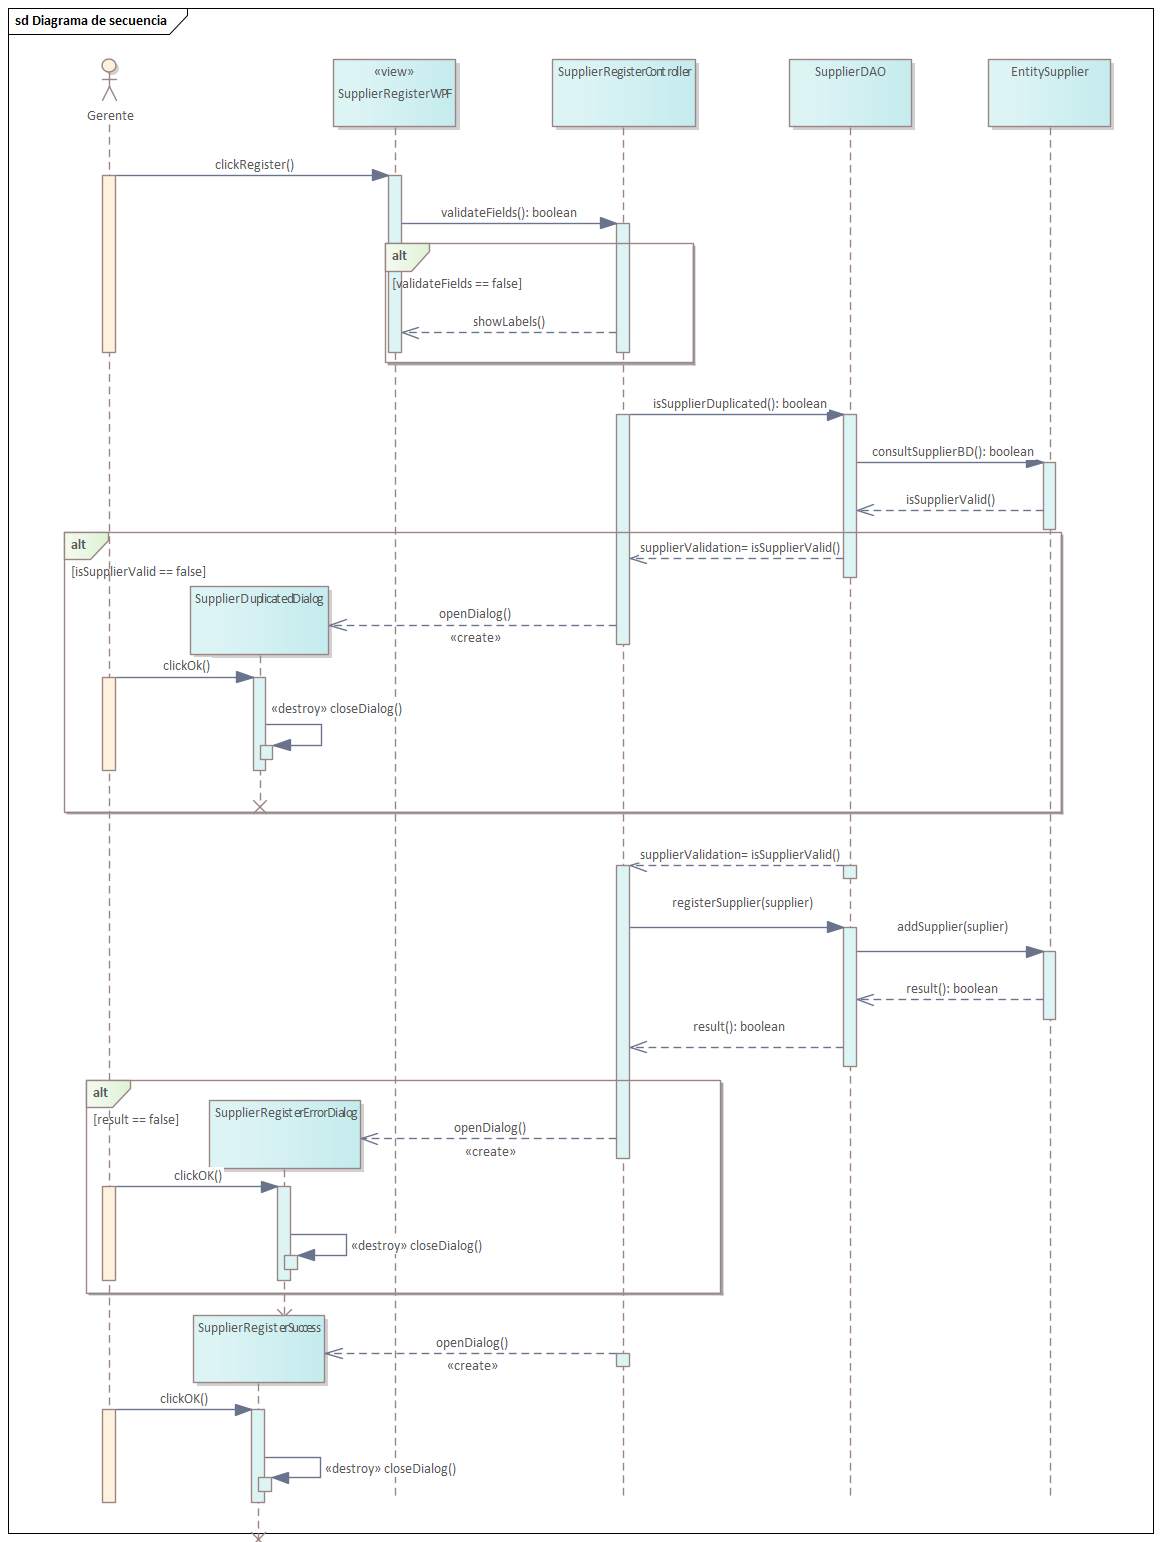 sd Diagrama de secuencia
Gerente
«view»
SupplierRegisterWPF
SupplierRegisterController
SupplierDAO
EntitySupplier
clickRegister()
validateFields(): boolean
alt
[validateFields == false]
showLabels()
isSupplierDuplicated(): boolean
consultSupplierBD(): boolean
isSupplierValid()
alt
supplierValidation= isSupplierValid()
[isSupplierValid == false]
SupplierDuplicatedDialog
openDialog()
«create»
clickOk()
«destroy» closeDialog()
supplierValidation= isSupplierValid()
registerSupplier(supplier)
addSupplier(suplier)
result(): boolean
result(): boolean
alt
[result == false]
SupplierRegisterErrorDialog
openDialog()
«create»
clickOK()
«destroy» closeDialog()
SupplierRegisterSuccess
openDialog()
«create»
clickOK()
«destroy» closeDialog()